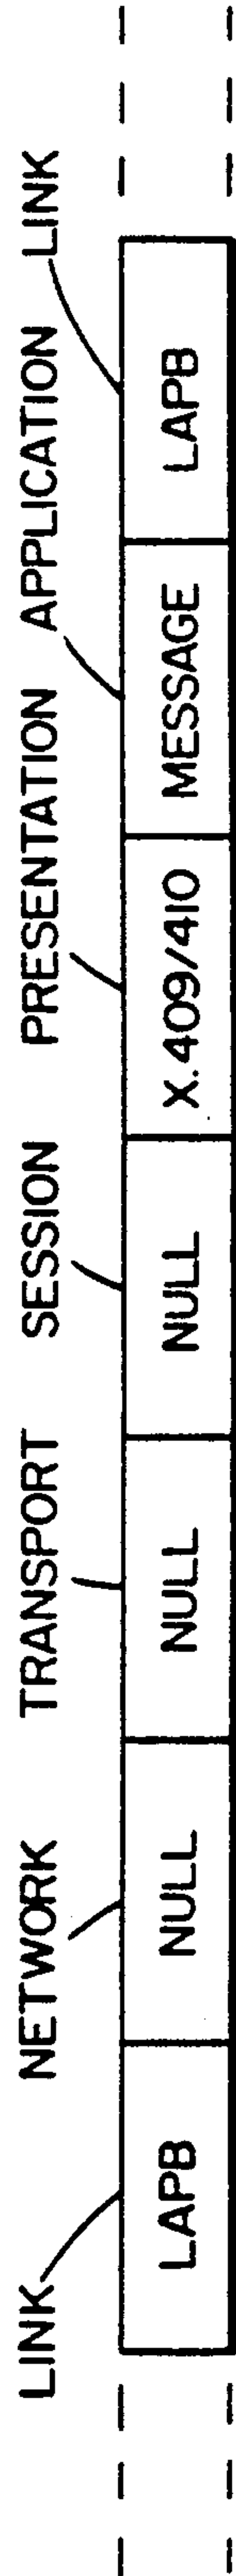 LINK NETWORK TRANSPORT SESSION PRESENTATION APPLICATION LINK
LAPB NULL NULL NULL X.409/410 MESSAGE LAPB